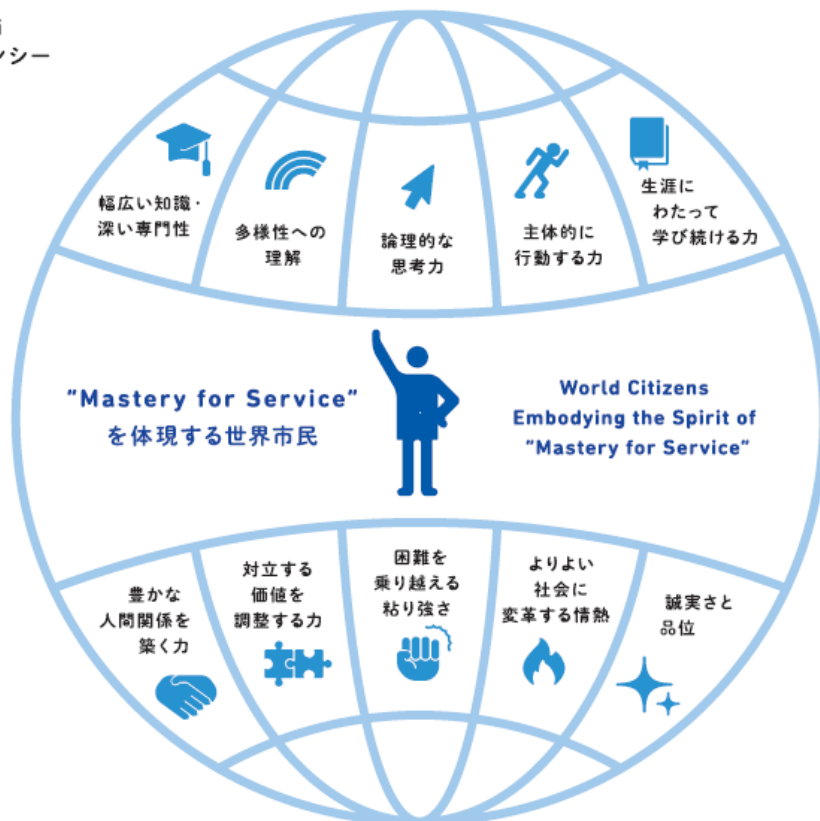 ンシー
幅広い知識・
深い専門性
多様性への
理解
論理的な
思考力
主体的に
行動する力
生涯に
わたって
学び続ける力
"Mastery for Service"
を体現する世界市民
World Citizens
Embodying the Spirit of
"Mastery for Service"
豊かな
人間関係を
築く力
対立する
価値を
調整する力
困難を
乗り越える
粘り強さ
よりよい
社会に
変革する情熱
誠実さと
品位